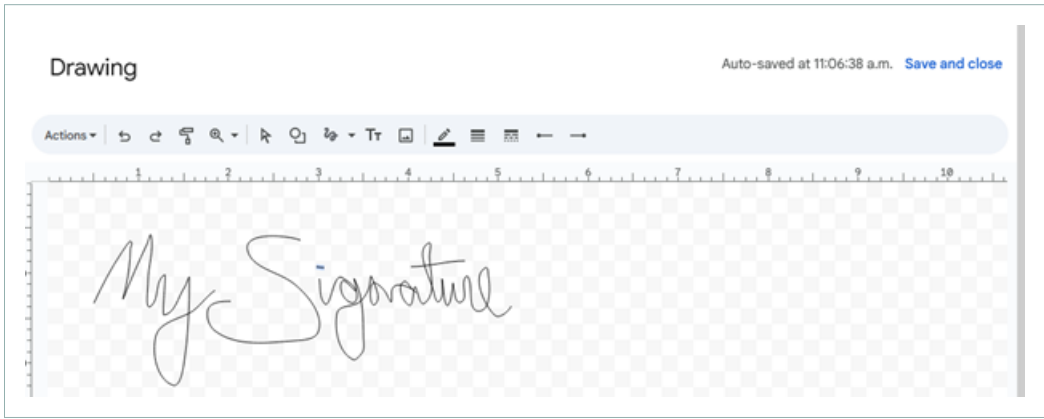 Drawing
Auto-saved at 11:06:38 a.m. Save and close
Actions
Tт
1 2 3 4 5 6 7 8 9 10
My Signature